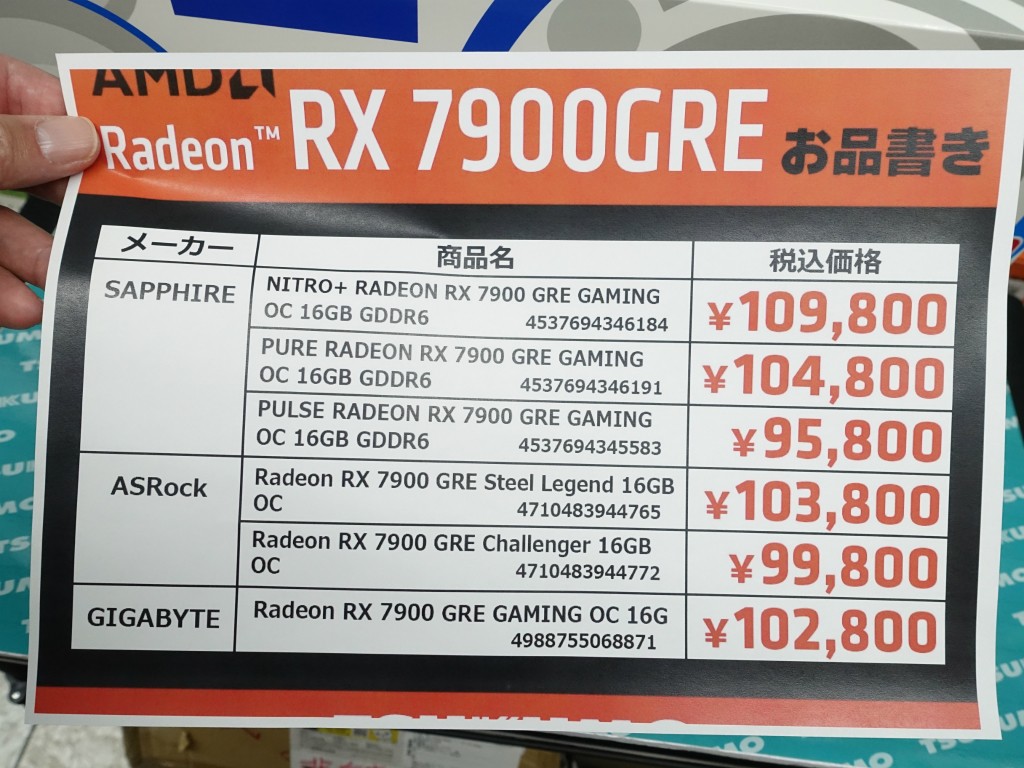 AMD
Radeon™ RX 7900GRE お品書き
メーカー 商品名 税込価格
SAPPHIRE
NITRO+ RADEON RX 7900 GRE GAMING
OC 16GB GDDR6 4537694346184
¥109,800
PURE RADEON RX 7900 GRE GAMING
OC 16GB GDDR6 4537694346191
¥104,800
PULSE RADEON RX 7900 GRE GAMING
OC 16GB GDDR6 4537694345583
¥95,800
ASRock
Radeon RX 7900 GRE Steel Legend 16GB
OC 4710483944765
¥103,800
Radeon RX 7900 GRE Challenger 16GB
OC 4710483944772
¥99,800
GIGABYTE
Radeon RX 7900 GRE GAMING OC 16G
4988755068871
¥102,800